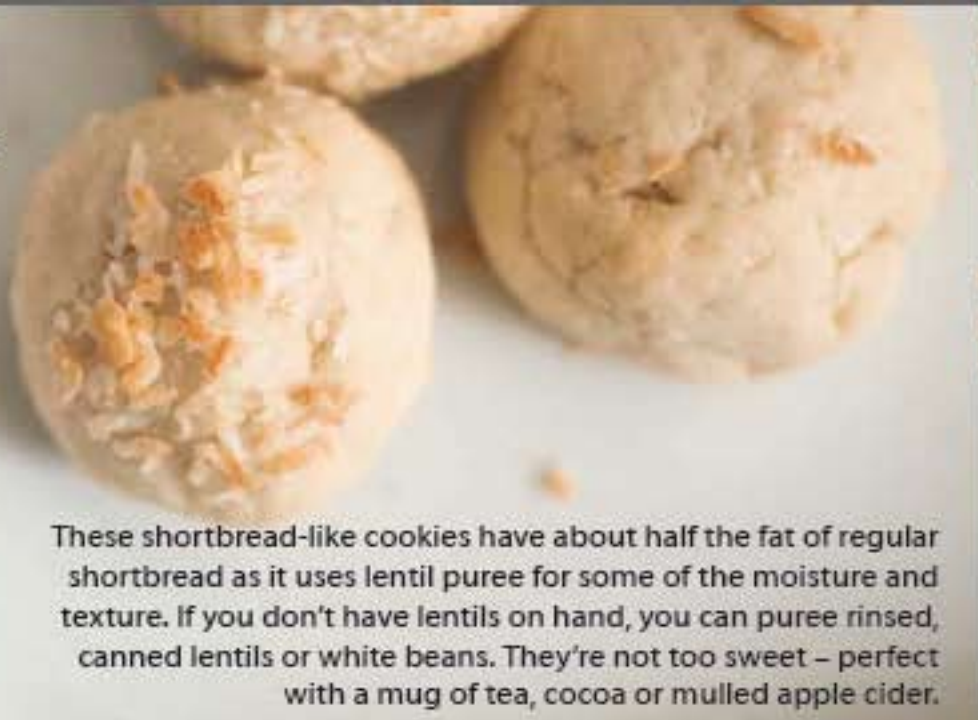 These shortbread-like cookies have about half the fat of regular
shortbread as it uses lentil puree for some of the moisture and
texture. If you don't have lentils on hand, you can puree rinsed,
canned lentils or white beans. They're not too sweet – perfect
with a mug of tea, cocoa or mulled apple cider.